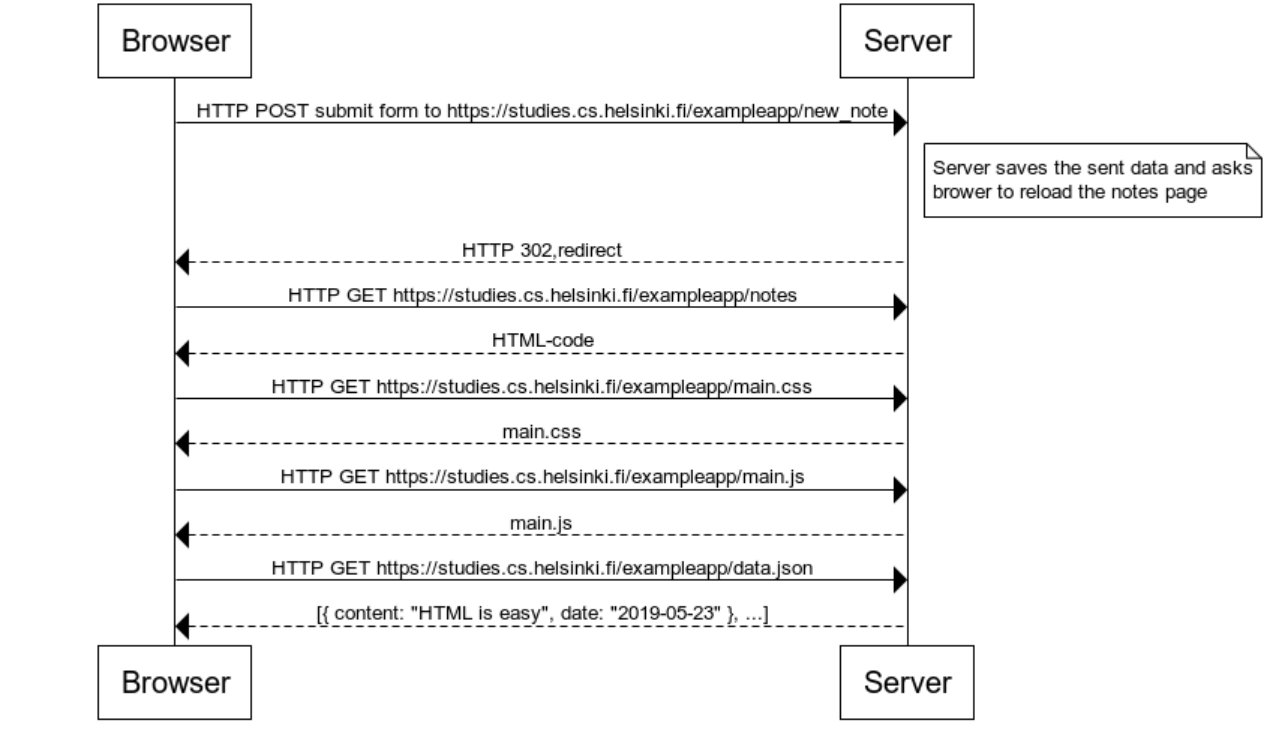 Browser
Server
HTTP POST submit form to https://studies.cs.helsinki.fi/exampleapp/new_note
Server saves the sent data and asks
brower to reload the notes page
HTTP 302,redirect
HTTP GET https://studies.cs.helsinki.fi/exampleapp/notes
HTML-code
HTTP GET https://studies.cs.helsinki.fi/exampleapp/main.css
main.css
HTTP GET https://studies.cs.helsinki.fi/exampleapp/main.js
main.js
HTTP GET https://studies.cs.helsinki.fi/exampleapp/data.json
[{ content: "HTML is easy", date: "2019-05-23" }, ...]
Browser
Server